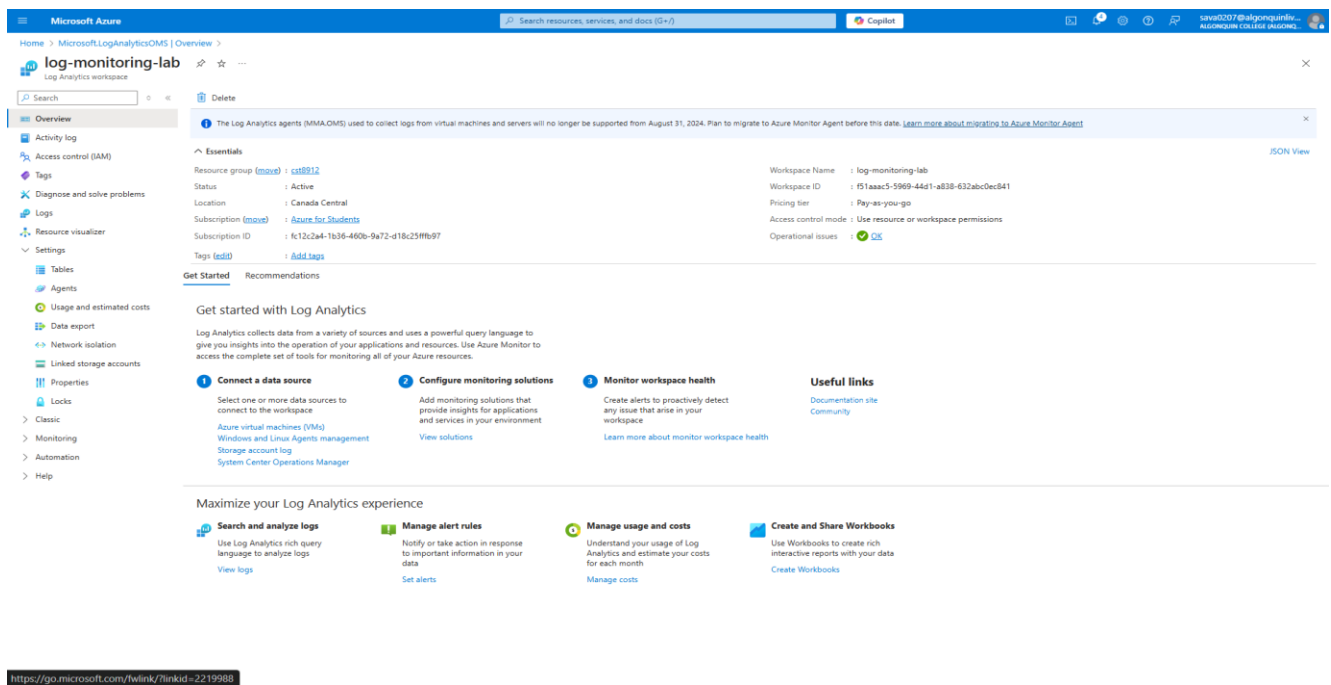 Microsoft Azure
Search resources, services, and docs (G+/)
Copilot
4
sava0207@algonquinliv...
ALGONQUIN COLLEGE (ALGONQ...
Home > Microsoft.LogAnalyticsOMS | Overview >
log-monitoring-lab
Log Analytics workspace
Search
Delete
Overview
Activity log
Access control (IAM)
Tags
Diagnose and solve problems
Logs
Resource visualizer
Settings
Tables
Agents
Usage and estimated costs
Data export
Network isolation
Linked storage accounts
Properties
Locks
Classic
Monitoring
Automation
Help
The Log Analytics agents (MMA,OMS) used to collect logs from virtual machines and servers will no longer be supported from August 31, 2024. Plan to migrate to Azure Monitor Agent before this date. Learn more about migrating to Azure Monitor Agent
Essentials
JSON View
Resource group (move) : cst8912
Status : Active
Location : Canada Central
Subscription (move) : Azure for Students
Subscription ID : fc12c2a4-1b36-460b-9a72-d18c25fffb97
Tags (edit) : Add tags
Workspace Name : log-monitoring-lab
Workspace ID : f51aaac5-5969-44d1-a838-632abc0ec841
Pricing tier : Pay-as-you-go
Access control mode : Use resource or workspace permissions
Operational issues : OK
Get Started Recommendations
Get started with Log Analytics
Log Analytics collects data from a variety of sources and uses a powerful query language to
give you insights into the operation of your applications and resources. Use Azure Monitor to
access the complete set of tools for monitoring all of your Azure resources.
1 Connect a data source
Select one or more data sources to
connect to the workspace
Azure virtual machines (VMs)
Windows and Linux Agents management
Storage account log
System Center Operations Manager
2 Configure monitoring solutions
Add monitoring solutions that
provide insights for applications
and services in your environment
View solutions
3 Monitor workspace health
Create alerts to proactively detect
any issue that arise in your
workspace
Learn more about monitor workspace health
Useful links
Documentation site
Community
Maximize your Log Analytics experience
Search and analyze logs
Use Log Analytics rich query
language to analyze logs
View logs
Manage alert rules
Notify or take action in response
to important information in your
data
Set alerts
Manage usage and costs
Understand your usage of Log
Analytics and estimate your costs
for each month
Manage costs
Create and Share Workbooks
Use Workbooks to create rich
interactive reports with your data
Create Workbooks
https://go.microsoft.com/fwlink/?linkid=2219988